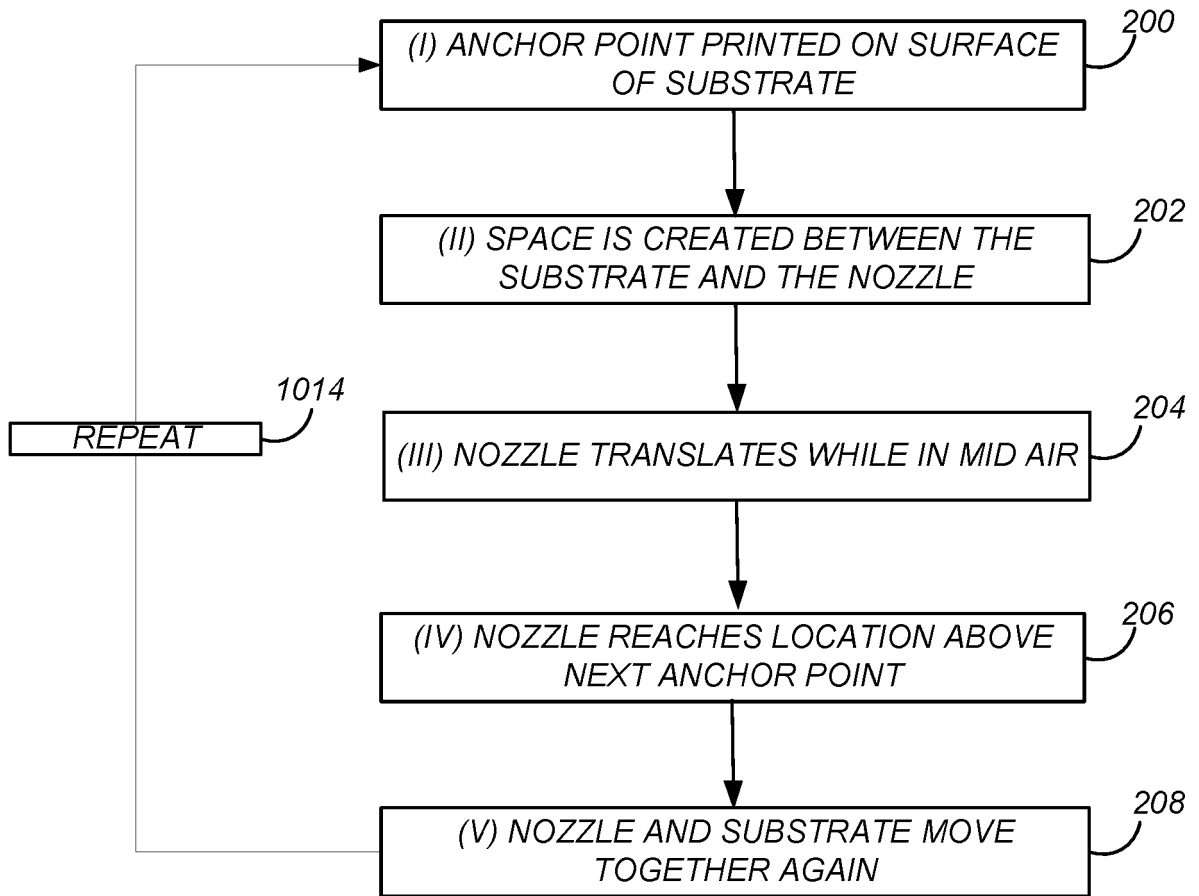 (I) ANCHOR POINT PRINTED ON SURFACE
OF SUBSTRATE
200
(II) SPACE IS CREATED BETWEEN THE
SUBSTRATE AND THE NOZZLE
202
REPEAT
1014
(III) NOZZLE TRANSLATES WHILE IN MID AIR
204
(IV) NOZZLE REACHES LOCATION ABOVE
NEXT ANCHOR POINT
206
(V) NOZZLE AND SUBSTRATE MOVE
TOGETHER AGAIN
208